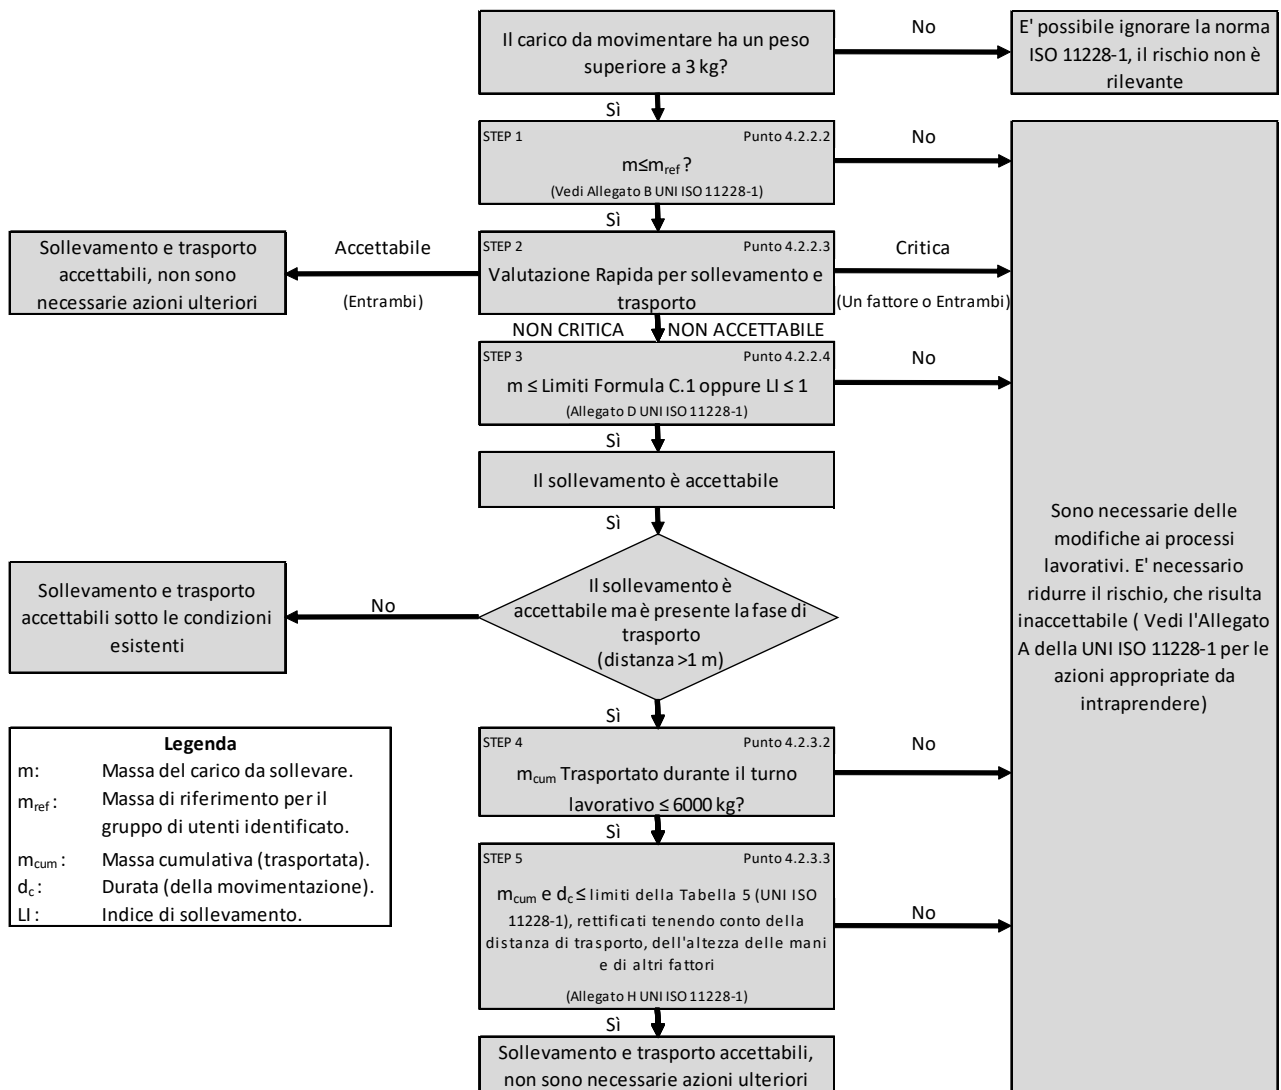 Il carico da movimentare ha un peso
superiore a 3 kg?
No
E' possibile ignorare la norma
ISO 11228-1, il rischio non è
rilevante
Sì
STEP 1 Punto 4.2.2.2
m≤mref ?
(Vedi Allegato B UNI ISO 11228-1)
No
Sì
Sollevamento e trasporto
accettabili, non sono
necessarie azioni ulteriori
Accettabile
(Entrambi)
STEP 2 Punto 4.2.2.3
Valutazione Rapida per sollevamento e
trasporto
Critica
(Un fattore o Entrambi)
NON CRITICA NON ACCETTABILE
STEP 3 Punto 4.2.2.4
m ≤ Limiti Formula C.1 oppure LI ≤ 1
(Allegato D UNI ISO 11228-1)
No
Sì
Il sollevamento è accettabile
Sì
Sollevamento e trasporto
accettabili sotto le condizioni
esistenti
No
Il sollevamento è
accettabile ma è presente la fase di
trasporto
(distanza >1 m)
Sono necessarie delle
modifiche ai processi
lavorativi. E' necessario
ridurre il rischio, che risulta
inaccettabile ( Vedi l'Allegato
A della UNI ISO 11228-1 per le
azioni appropriate da
intraprendere)
Sì
STEP 4 Punto 4.2.3.2
mcum Trasportato durante il turno
lavorativo ≤ 6000 kg?
No
Sì
STEP 5 Punto 4.2.3.3
mcum e dc ≤ limiti della Tabella 5 (UNI ISO
11228-1), rettificati tenendo conto della
distanza di trasporto, dell'altezza delle mani
e di altri fattori
(Allegato H UNI ISO 11228-1)
No
Sì
Sollevamento e trasporto accettabili,
non sono necessarie azioni ulteriori
Legenda
m: Massa del carico da sollevare.
mref : Massa di riferimento per il
gruppo di utenti identificato.
mcum : Massa cumulativa (trasportata).
dc : Durata (della movimentazione).
LI : Indice di sollevamento.